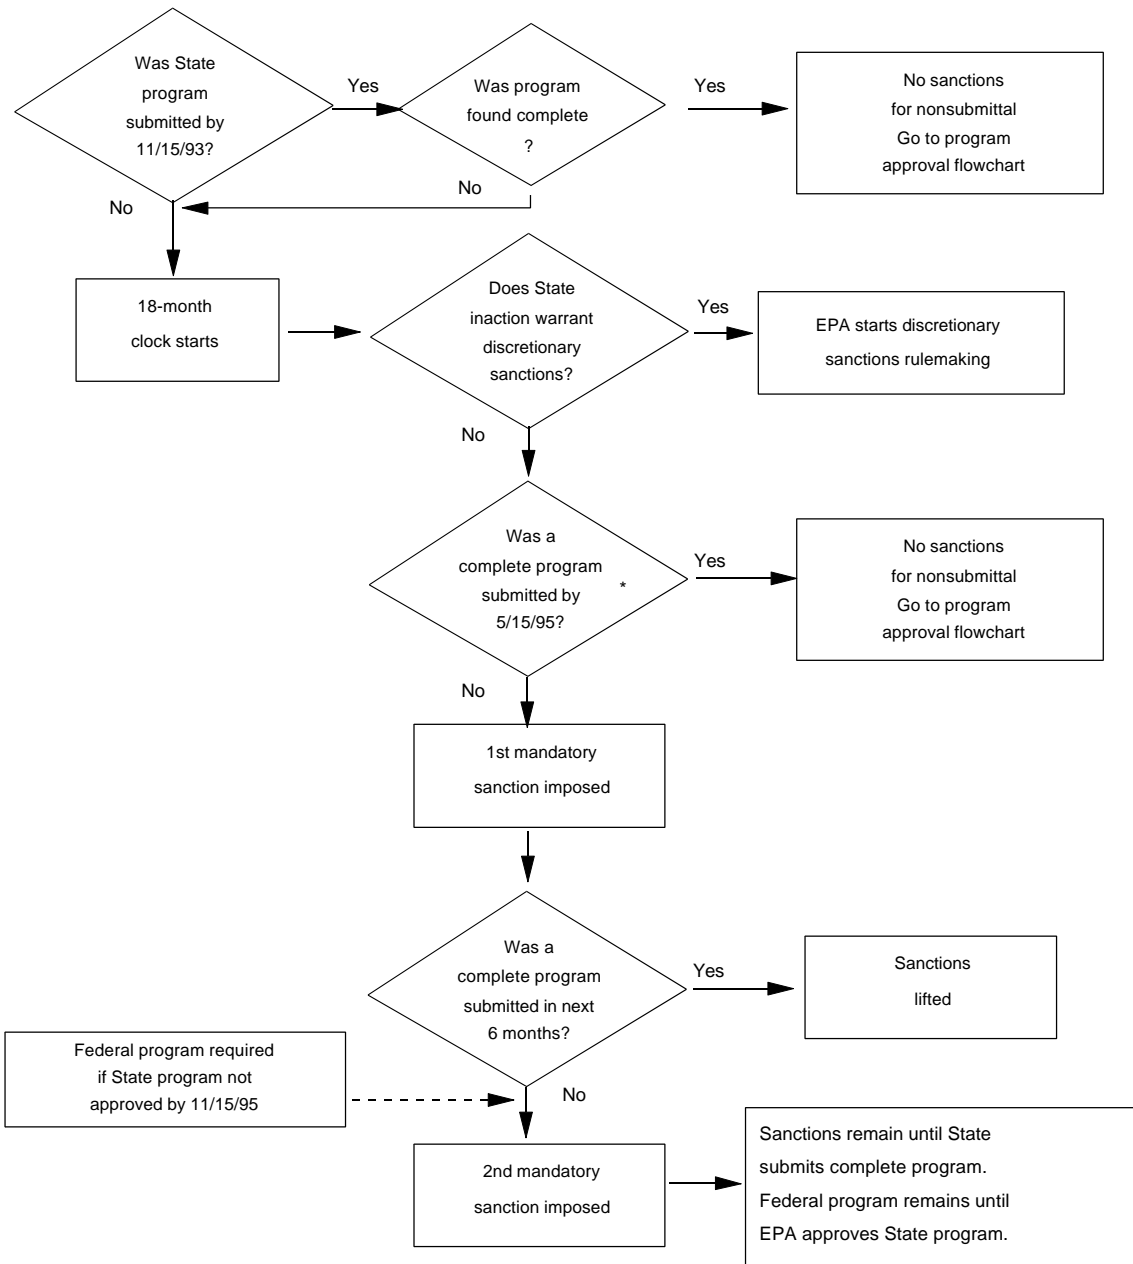 Was State
program
submitted by
11/15/93?
Yes
Was program
found complete
?
Yes
No sanctions
for nonsubmittal
Go to program
approval flowchart
No
No
18-month
clock starts
Does State
inaction warrant
discretionary
sanctions?
Yes
EPA starts discretionary
sanctions rulemaking
No
Was a
complete program
submitted by *
5/15/95?
Yes
No sanctions
for nonsubmittal
Go to program
approval flowchart
No
1st mandatory
sanction imposed
Was a
complete program
submitted in next
6 months?
Yes
Sanctions
lifted
Federal program required
if State program not
approved by 11/15/95
No
2nd mandatory
sanction imposed
Sanctions remain until State
submits complete program.
Federal program remains until
EPA approves State program.